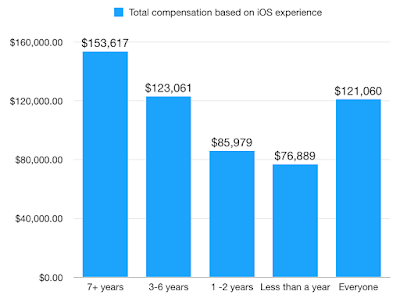 Total compensation based on iOS experience
$160,000.00
$120,000.00
$80,000.00
$40,000.00
$0.00
$153,617
$123,061
$85,979
$76,889
$121,060
7+ years
3-6 years
1 -2 years
Less than a year
Everyone